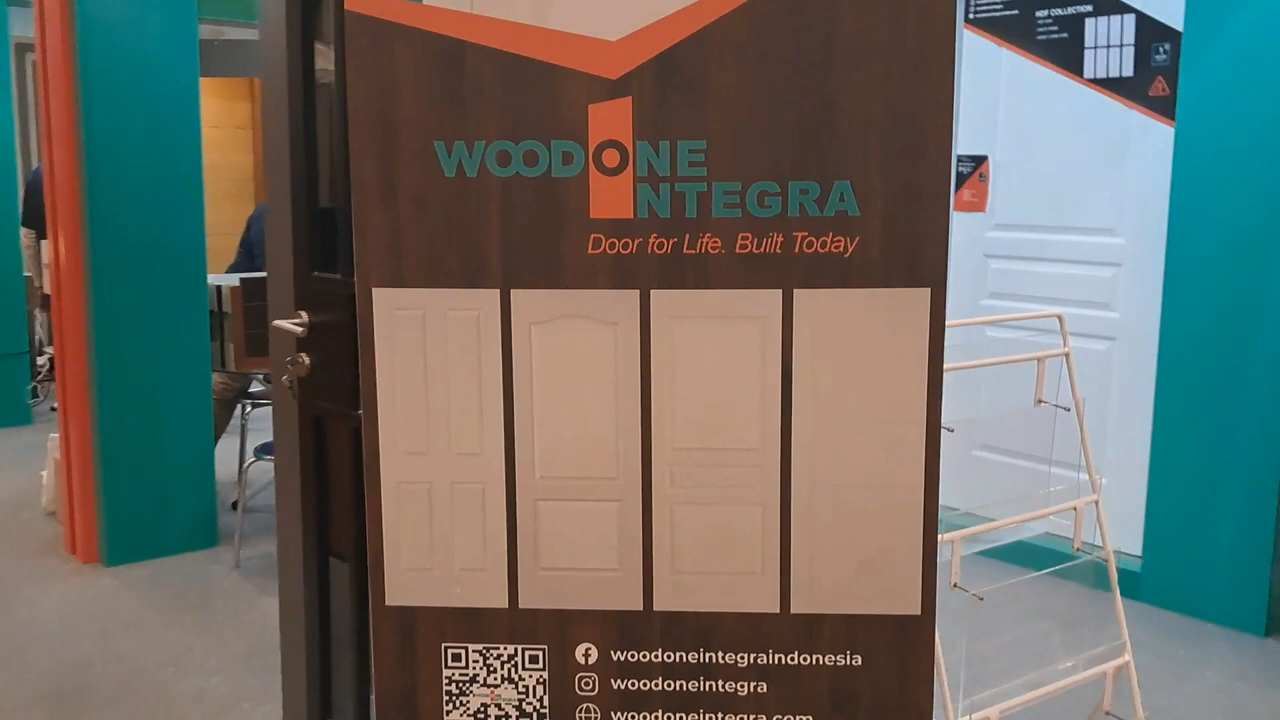 WOODONE
INTEGRA
Door for Life. Built Today
woodoneintegraindonesia
woodoneintegra
woodoneintegra.com
HDF COLLECTION